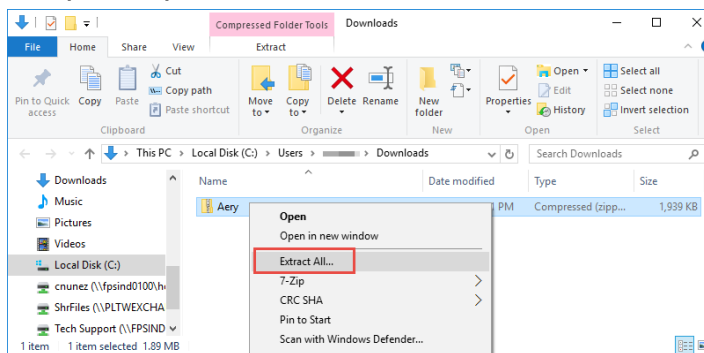 Compressed Folder Tools Downloads
File Home Share View Extract
Pin to Quick access
Copy
Paste
Cut
Copy path
Paste shortcut
Move to
Copy to
Delete
Rename
New folder
Properties
Open
Edit
History
Select all
Select none
Invert selection
Clipboard Organize New Open Select
This PC > Local Disk (C:) > Users > > Downloads
Search Downloads
Name Date modified Type Size
Downloads
Music
Pictures
Videos
Local Disk (C:)
cnunez (\\fpsind0100\h
ShrFiles (\\PLTWEXCHA
Tech Support (\\FPSIND
Aery PM Compressed (zipp... 1,939 KB
Open
Open in new window
Extract All...
7-Zip
CRC SHA
Pin to Start
Scan with Windows Defender...
1 item 1 item selected 1.89 MB